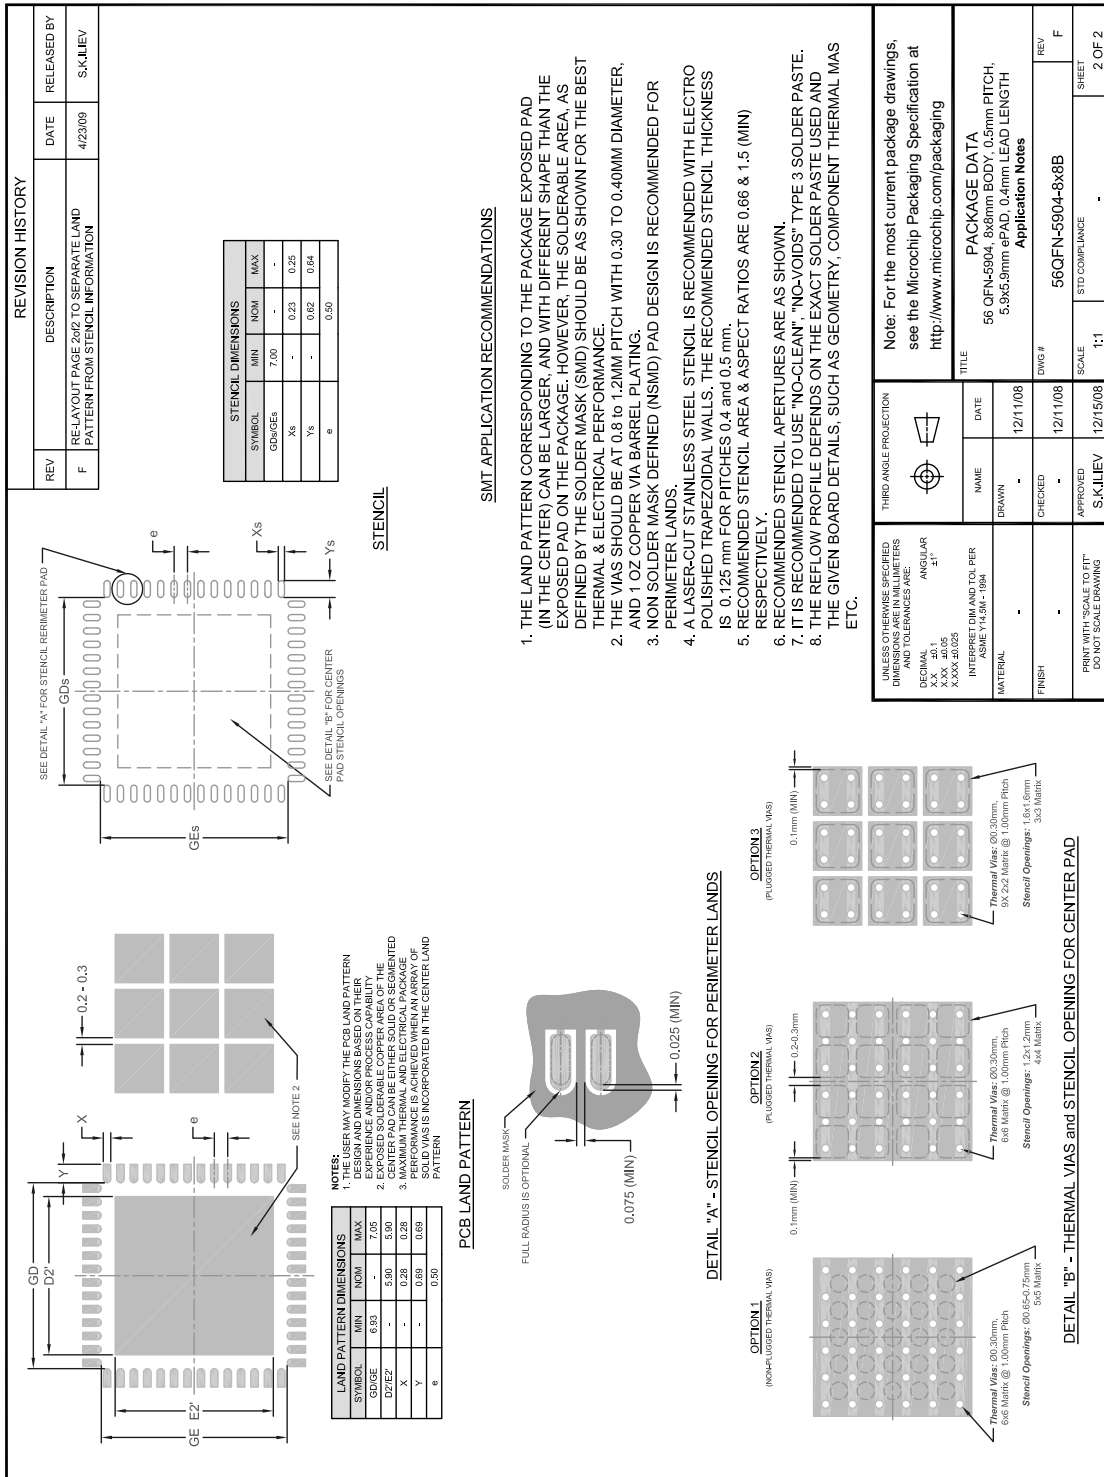 REVISION HISTORY
REV DESCRIPTION DATE RELEASED BY
F RE-LAYOUT PAGE 2of2 TO SEPARATE LAND PATTERN FROM STENCIL INFORMATION 4/23/09 S.K.ILIEV
GD
D2'
GE
E2'
Y
X
e
0.2 - 0.3
SEE NOTE 2
LAND PATTERN DIMENSIONS
SYMBOL MIN NOM MAX
GD/GE 6.93 - 7.05
D2'/E2' - 5.90 5.90
X - 0.28 0.28
Y - 0.69 0.69
e 0.50
NOTES:
1. THE USER MAY MODIFY THE PCB LAND PATTERN
DESIGN AND DIMENSIONS BASED ON THEIR
EXPERIENCE AND/OR PROCESS CAPABILITY
2. EXPOSED SOLDERABLE COPPER AREA OF THE
CENTER PAD CAN BE EITHER SOLID OR SEGMENTED
3. MAXIMUM THERMAL AND ELECTRICAL PACKAGE
PERFORMANCE IS ACHIEVED WHEN AN ARRAY OF
SOLID VIAS IS INCORPORATED IN THE CENTER LAND
PATTERN
PCB LAND PATTERN
SEE DETAIL "A" FOR STENCIL RERIMETER PAD
GDs
GEs
e
Xs
Ys
SEE DETAIL "B" FOR CENTER
PAD STENCIL OPENINGS
STENCIL
STENCIL DIMENSIONS
SYMBOL MIN NOM MAX
GDs/GEs 7.00 - -
Xs - 0.23 0.25
Ys - 0.62 0.64
e 0.50
SOLDER MASK
FULL RADIUS IS OPTIONAL
0.075 (MIN)
0.025 (MIN)
DETAIL "A" - STENCIL OPENING FOR PERIMETER LANDS
SMT APPLICATION RECOMMENDATIONS
1. THE LAND PATTERN CORRESPONDING TO THE PACKAGE EXPOSED PAD
(IN THE CENTER) CAN BE LARGER, AND WITH DIFFERENT SHAPE THAN THE
EXPOSED PAD ON THE PACKAGE. HOWEVER, THE SOLDERABLE AREA, AS
DEFINED BY THE SOLDER MASK (SMD) SHOULD BE AS SHOWN FOR THE BEST
THERMAL & ELECTRICAL PERFORMANCE.
2. THE VIAS SHOULD BE AT 0.8 to 1.2MM PITCH WITH 0.30 TO 0.40MM DIAMETER,
AND 1 OZ COPPER VIA BARREL PLATING.
3. NON SOLDER MASK DEFINED (NSMD) PAD DESIGN IS RECOMMENDED FOR
PERIMETER LANDS.
4. A LASER-CUT STAINLESS STEEL STENCIL IS RECOMMENDED WITH ELECTRO
POLISHED TRAPEZOIDAL WALLS. THE RECOMMENDED STENCIL THICKNESS
IS 0.125 mm FOR PITCHES 0.4 and 0.5 mm.
5. RECOMMENDED STENCIL AREA & ASPECT RATIOS ARE 0.66 & 1.5 (MIN)
RESPECTIVELY.
6. RECOMMENDED STENCIL APERTURES ARE AS SHOWN.
7. IT IS RECOMMENDED TO USE "NO-CLEAN", "NO-VOIDS" TYPE 3 SOLDER PASTE.
8. THE REFLOW PROFILE DEPENDS ON THE EXACT SOLDER PASTE USED AND
THE GIVEN BOARD DETAILS, SUCH AS GEOMETRY, COMPONENT THERMAL MAS
ETC.
OPTION 1
(NON-PLUGGED THERMAL VIAS)
Thermal Vias: Ø0.30mm,
6x6 Matrix @ 1.00mm Pitch
Stencil Openings: Ø0.65-0.75mm
5x5 Matrix
OPTION 2
(PLUGGED THERMAL VIAS)
0.1mm (MIN)
0.2-0.3mm
Thermal Vias: Ø0.30mm,
6x6 Matrix @ 1.00mm Pitch
Stencil Openings: 1.2x1.2mm
4x4 Matrix
OPTION 3
(PLUGGED THERMAL VIAS)
0.1mm (MIN)
Thermal Vias: Ø0.30mm,
9X 2x2 Matrix @ 1.00mm Pitch
Stencil Openings: 1.6x1.6mm
3x3 Matrix
DETAIL "B" - THERMAL VIAS and STENCIL OPENING FOR CENTER PAD
UNLESS OTHERWISE SPECIFIED
DIMENSIONS ARE IN MILLIMETERS
AND TOLERANCES ARE:
DECIMAL ANGULAR
X.X ±0.1 ±1°
X.XX ±0.05
X.XXX ±0.025
INTERPRET DIM AND TOL PER
ASME Y14.5M - 1994
MATERIAL
-
FINISH
-
PRINT WITH "SCALE TO FIT"
DO NOT SCALE DRAWING
THIRD ANGLE PROJECTION
NAME DATE
DRAWN
- 12/11/08
CHECKED
- 12/11/08
APPROVED
S.K.ILIEV 12/15/08
Note: For the most current package drawings,
see the Microchip Packaging Specification at
http://www.microchip.com/packaging
TITLE
PACKAGE DATA
56 QFN-5904, 8x8mm BODY, 0.5mm PITCH,
5.9x5.9mm ePAD, 0.4mm LEAD LENGTH
Application Notes
DWG # REV
56QFN-5904-8x8B F
SCALE STD COMPLIANCE SHEET
1:1 - 2 OF 2